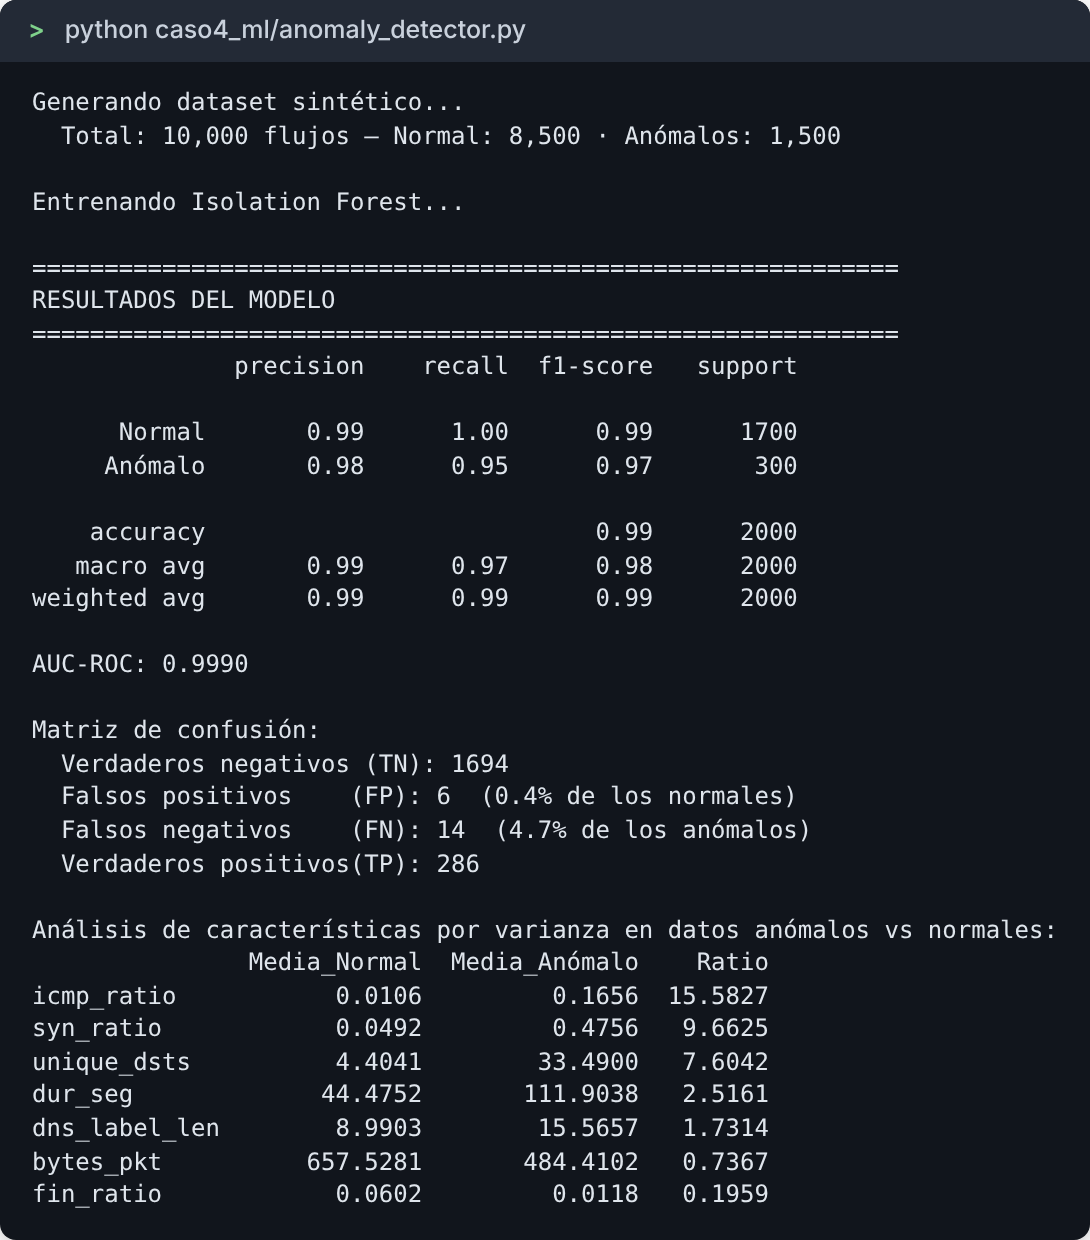 > python caso4_ml/anomaly_detector.py
Generando dataset sintético...
Total: 10,000 flujos — Normal: 8,500 · Anómalos: 1,500
Entrenando Isolation Forest...
============================================================
RESULTADOS DEL MODELO
============================================================
precision recall f1-score support
Normal 0.99 1.00 0.99 1700
Anómalo 0.98 0.95 0.97 300
accuracy 0.99 2000
macro avg 0.99 0.97 0.98 2000
weighted avg 0.99 0.99 0.99 2000
AUC-ROC: 0.9990
Matriz de confusión:
Verdaderos negativos (TN): 1694
Falsos positivos (FP): 6 (0.4% de los normales)
Falsos negativos (FN): 14 (4.7% de los anómalos)
Verdaderos positivos(TP): 286
Análisis de características por varianza en datos anómalos vs normales:
Media_Normal Media_Anómalo Ratio
icmp_ratio 0.0106 0.1656 15.5827
syn_ratio 0.0492 0.4756 9.6625
unique_dsts 4.4041 33.4900 7.6042
dur_seg 44.4752 111.9038 2.5161
dns_label_len 8.9903 15.5657 1.7314
bytes_pkt 657.5281 484.4102 0.7367
fin_ratio 0.0602 0.0118 0.1959